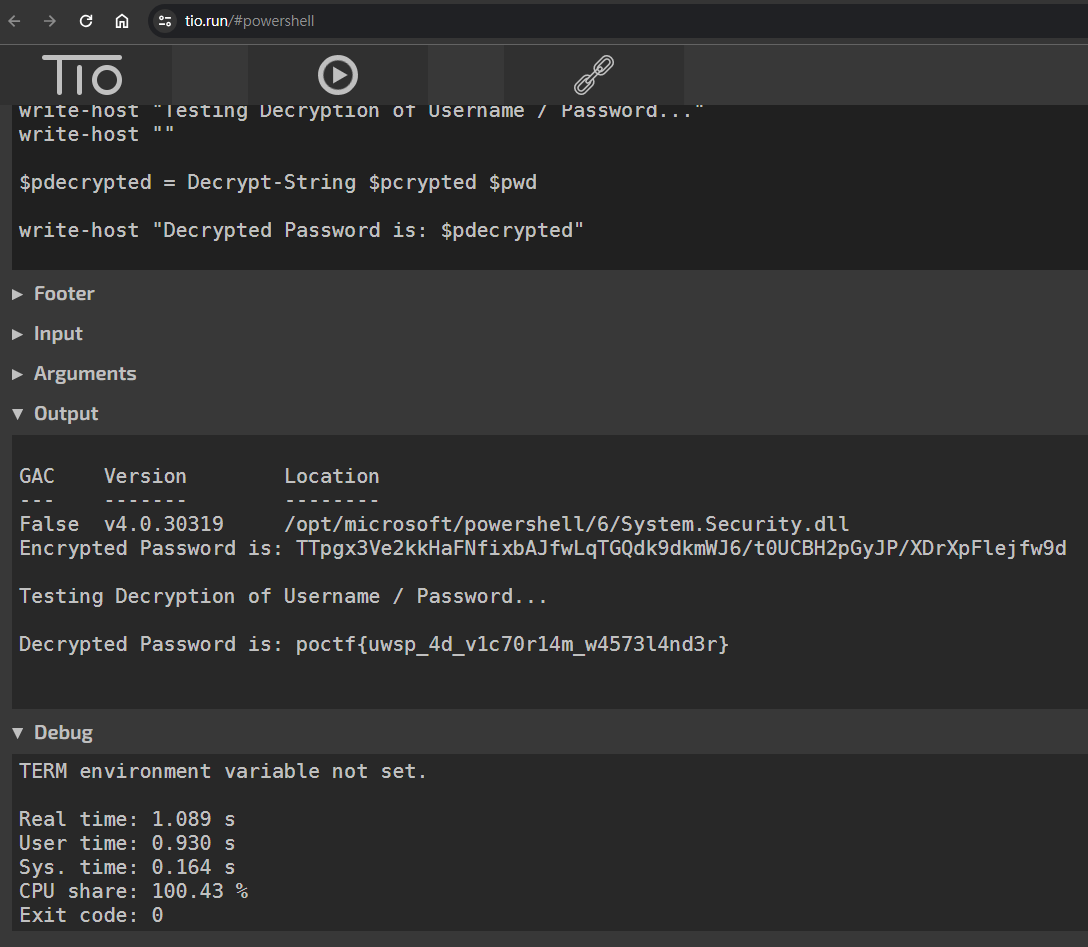 tio.run/#powershell
TIO
write-host "Testing Decryption of Username / Password..."
write-host ""
$pdecrypted = Decrypt-String $pcrypted $pwd
write-host "Decrypted Password is: $pdecrypted"
▶ Footer
▶ Input
▶ Arguments
▼ Output
GAC    Version        Location
---    -------        --------
False  v4.0.30319     /opt/microsoft/powershell/6/System.Security.dll
Encrypted Password is: TTpgx3Ve2kkHaFNfixbAJfwLqTGQdk9dkmWJ6/t0UCBH2pGyJP/XDrXpFlejfw9d
Testing Decryption of Username / Password...
Decrypted Password is: poctf{uwsp_4d_v1c70r14m_w4573l4nd3r}
▼ Debug
TERM environment variable not set.
Real time: 1.089 s
User time: 0.930 s
Sys. time: 0.164 s
CPU share: 100.43 %
Exit code: 0